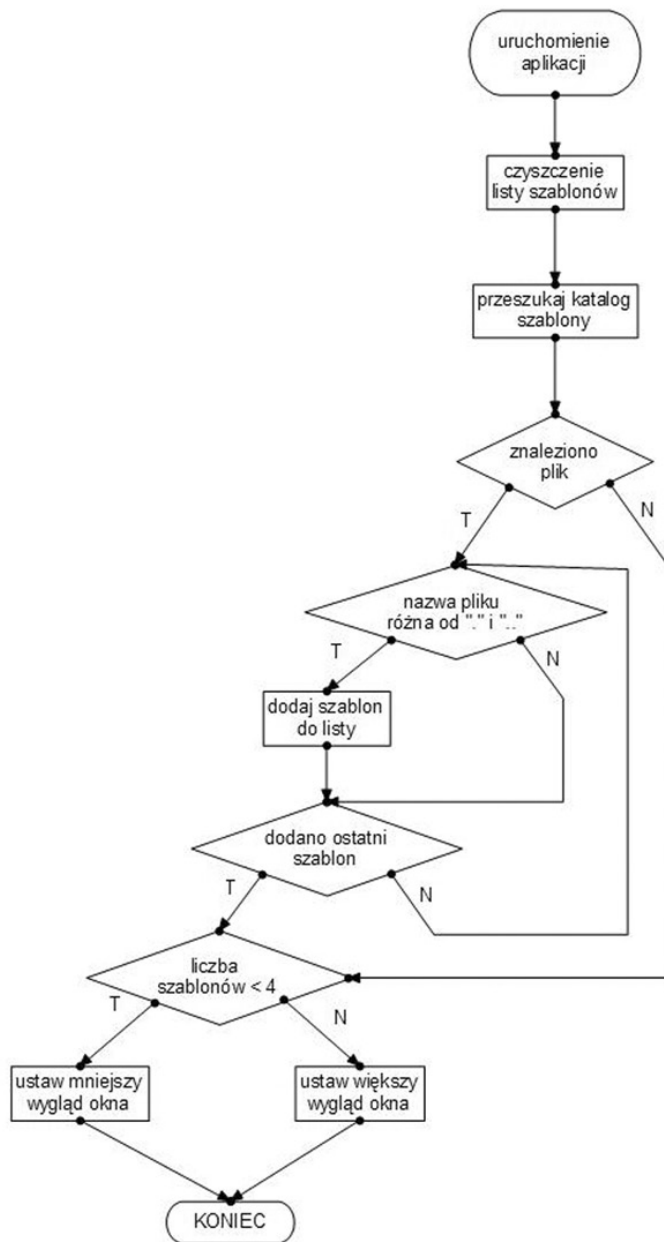 uruchomienie
aplikacji
czyszczenie
listy szablonów
przeszukaj katalog
szablony
znaleziono
plik
T
N
nazwa pliku
różna od "." i ".."
T
N
dodaj szablon
do listy
dodano ostatni
szablon
T
N
liczba
szablonów < 4
T
N
ustaw mniejszy
wygląd okna
ustaw większy
wygląd okna
KONIEC